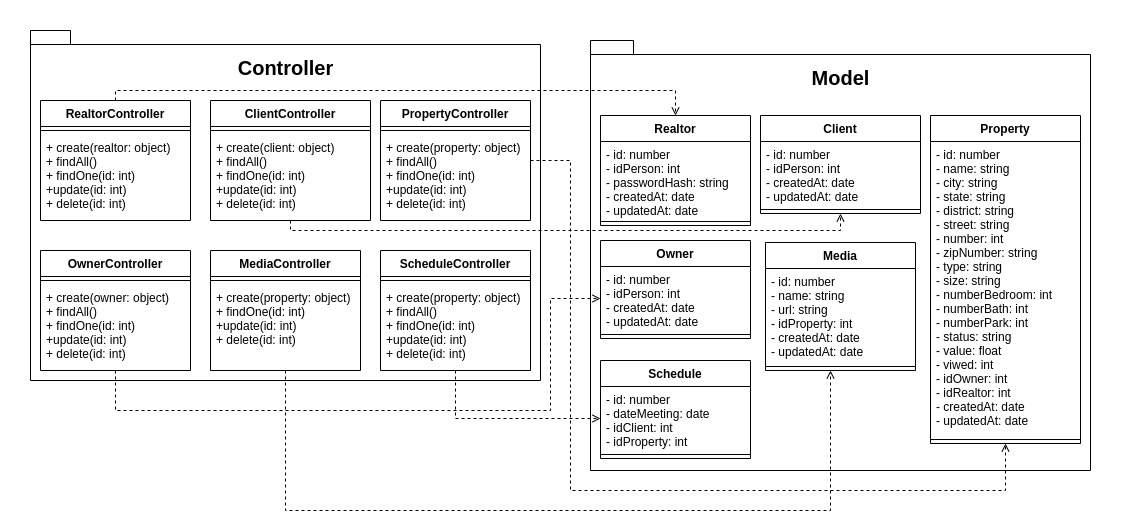 Controller
RealtorController
+ create(realtor: object)
+ findAll()
+ findOne(id: int)
+update(id: int)
+ delete(id: int)
ClientController
+ create(client: object)
+ findAll()
+ findOne(id: int)
+update(id: int)
+ delete(id: int)
PropertyController
+ create(property: object)
+ findAll()
+ findOne(id: int)
+update(id: int)
+ delete(id: int)
OwnerController
+ create(owner: object)
+ findAll()
+ findOne(id: int)
+update(id: int)
+ delete(id: int)
MediaController
+ create(property: object)
+ findOne(id: int)
+update(id: int)
+ delete(id: int)
ScheduleController
+ create(property: object)
+ findAll()
+ findOne(id: int)
+update(id: int)
+ delete(id: int)
Model
Realtor
- id: number
- idPerson: int
- passwordHash: string
- createdAt: date
- updatedAt: date
Client
- id: number
- idPerson: int
- createdAt: date
- updatedAt: date
Property
- id: number
- name: string
- city: string
- state: string
- district: string
- street: string
- number: int
- zipNumber: string
- type: string
- size: string
- numberBedroom: int
- numberBath: int
- numberPark: int
- status: string
- value: float
- viwed: int
- idOwner: int
- idRealtor: int
- createdAt: date
- updatedAt: date
Owner
- id: number
- idPerson: int
- createdAt: date
- updatedAt: date
Media
- id: number
- name: string
- url: string
- idProperty: int
- createdAt: date
- updatedAt: date
Schedule
- id: number
- dateMeeting: date
- idClient: int
- idProperty: int